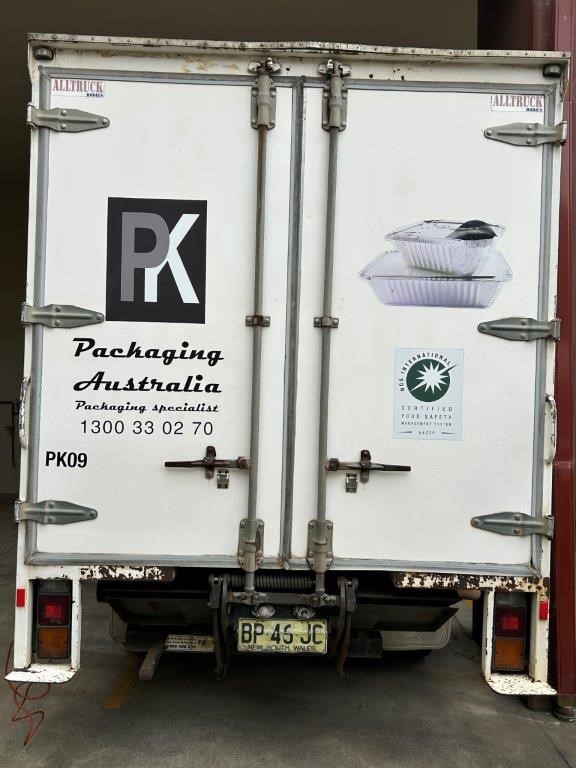 ALLTRUCK
BODIES
ALLTRUCK
BODIES
PK
Packaging
Australia
Packaging specialist
1300 33 02 70
PK09
NCS INTERNATIONAL
CERTIFIED
FOOD SAFETY
MANAGEMENT SYSTEM
HACCP
BP 46 JC
NEW SOUTH WALES